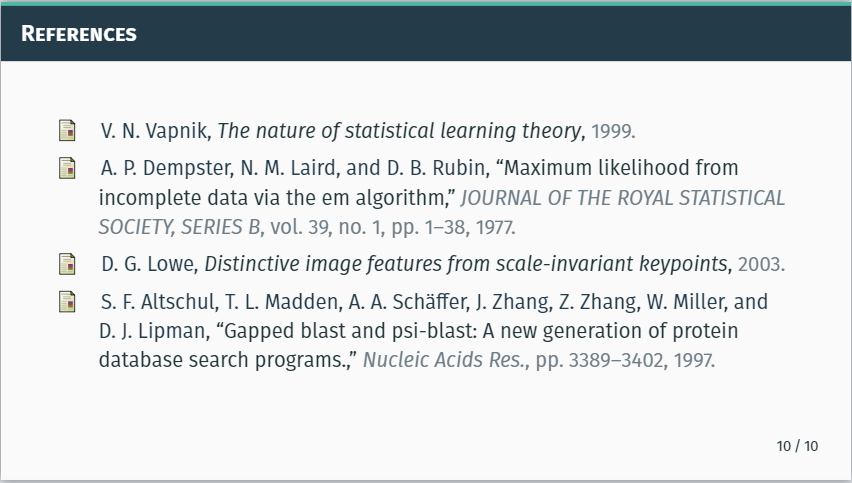 References
V. N. Vapnik, The nature of statistical learning theory, 1999.
A. P. Dempster, N. M. Laird, and D. B. Rubin, “Maximum likelihood from
incomplete data via the em algorithm,” JOURNAL OF THE ROYAL STATISTICAL
SOCIETY, SERIES B, vol. 39, no. 1, pp. 1–38, 1977.
D. G. Lowe, Distinctive image features from scale-invariant keypoints, 2003.
S. F. Altschul, T. L. Madden, A. A. Schäffer, J. Zhang, Z. Zhang, W. Miller, and
D. J. Lipman, “Gapped blast and psi-blast: A new generation of protein
database search programs.,” Nucleic Acids Res., pp. 3389–3402, 1997.
10 / 10